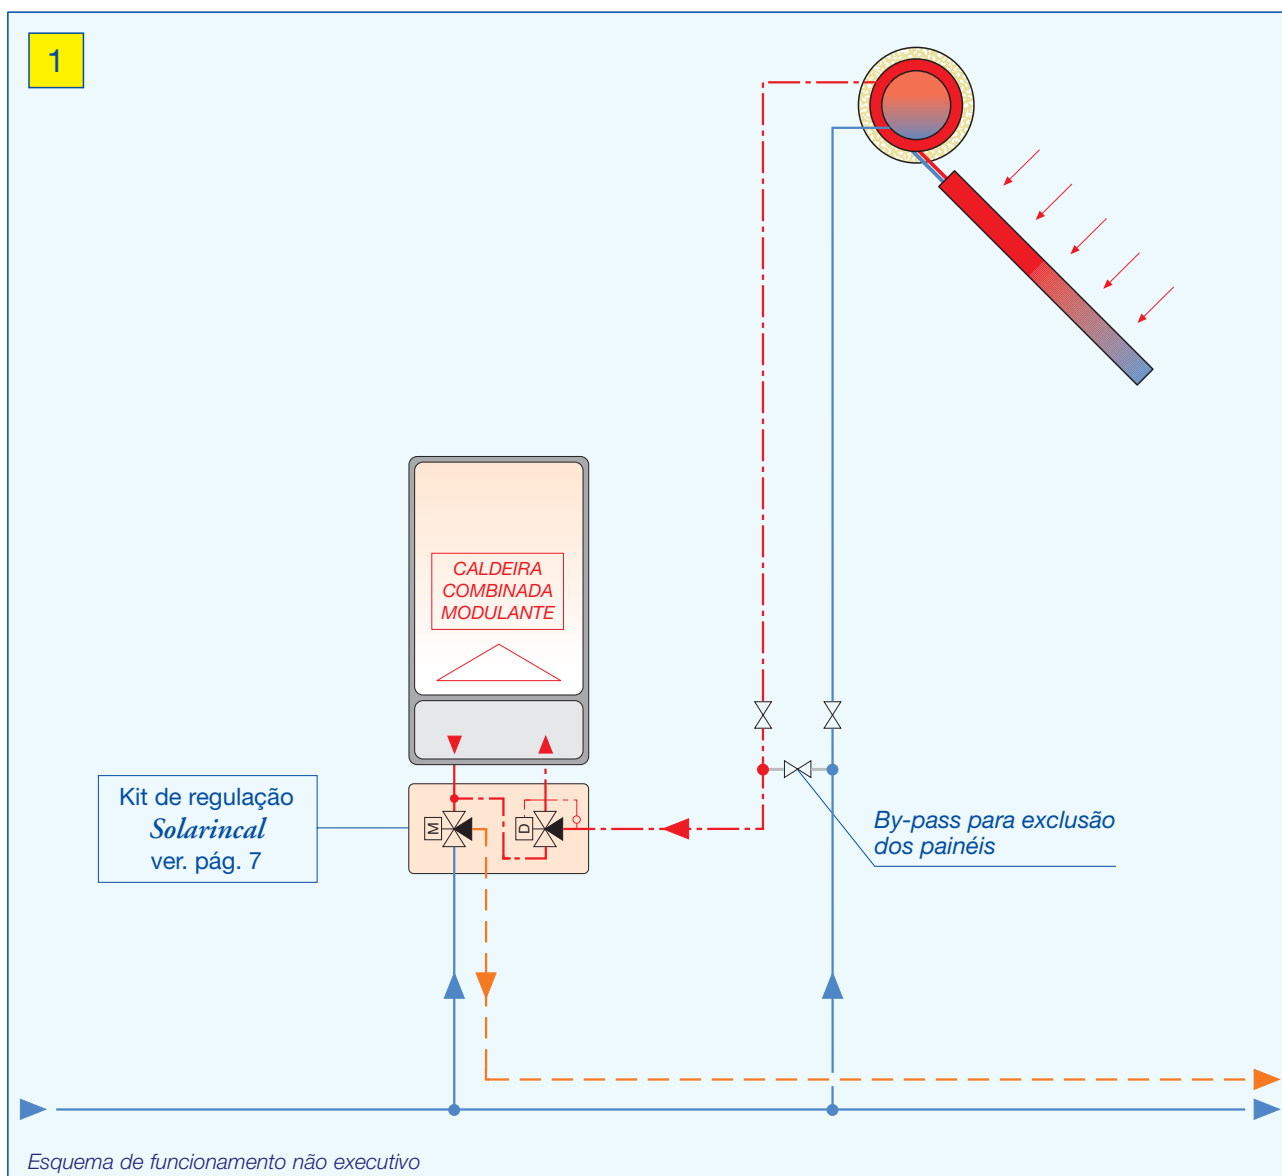 1
CALDEIRA
COMBINADA
MODULANTE
Kit de regulação
Solarincal
ver. pág. 7
M
D
By-pass para exclusão
dos painéis
Esquema de funcionamento não executivo